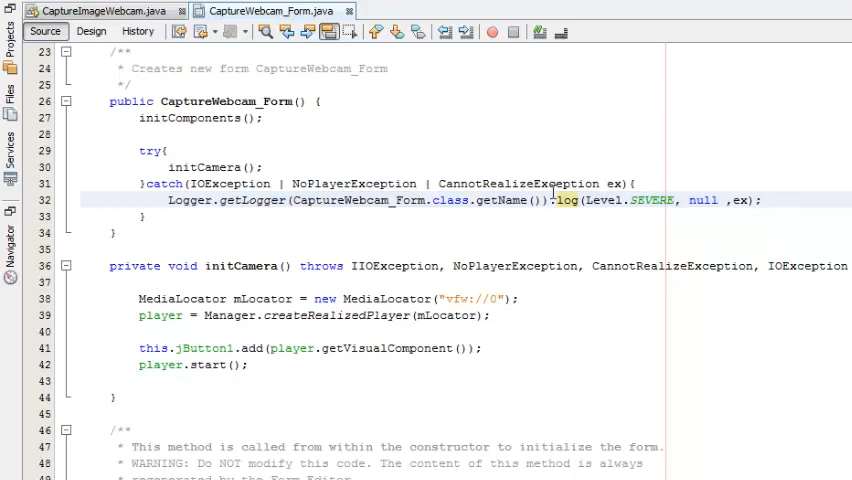 CaptureImageWebcam.java
CaptureWebcam_Form.java
Source
Design
History
Projects
Files
Services
Navigator
23 /**
24 * Creates new form CaptureWebcam_Form
25 */
26 public CaptureWebcam_Form() {
27 initComponents();
28
29 try{
30 initCamera();
31 }catch(IOException | NoPlayerException | CannotRealizeException ex){
32 Logger.getLogger(CaptureWebcam_Form.class.getName()).log(Level.SEVERE, null ,ex);
33 }
34 }
35
36 private void initCamera() throws IIOException, NoPlayerException, CannotRealizeException, IOException
37
38 MediaLocator mLocator = new MediaLocator("vfw://0");
39 player = Manager.createRealizedPlayer(mLocator);
40
41 this.jButton1.add(player.getVisualComponent());
42 player.start();
43
44 }
45
46 /**
47 * This method is called from within the constructor to initialize the form.
48 * WARNING: Do NOT modify this code. The content of this method is always
* regenerated by the Form Editor.